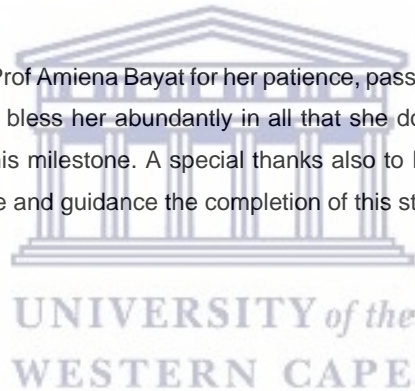 Prof Amiena Bayat for her patience, pass
bless her abundantly in all that she do
his milestone. A special thanks also to
e and guidance the completion of this st
UNIVERSITY of the
WESTERN CAPE